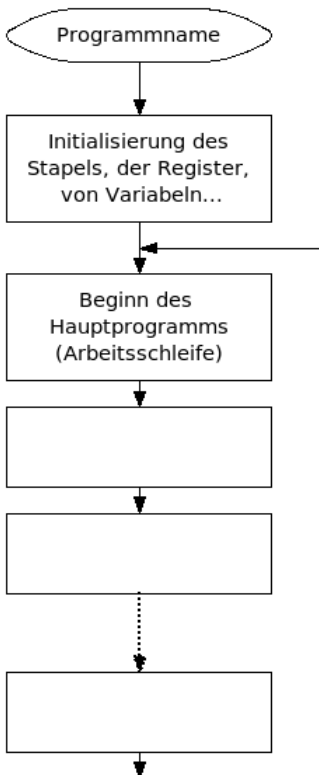 Programmname
Initialisierung des
Stapels, der Register,
von Variabeln...
Beginn des
Hauptprogramms
(Arbeitsschleife)